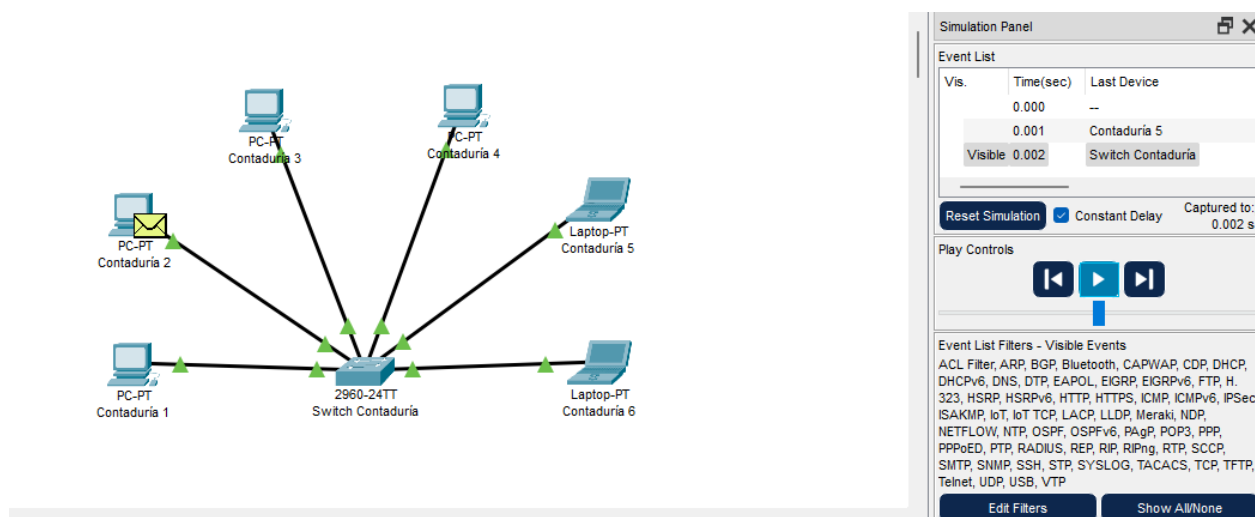 PC-PT
Contaduría 3
PC-PT
Contaduría 4
PC-PT
Contaduría 2
Laptop-PT
Contaduría 5
PC-PT
Contaduría 1
2960-24TT
Switch Contaduría
Laptop-PT
Contaduría 6
Simulation Panel
Event List
Vis. Time(sec) Last Device
0.000 --
0.001 Contaduría 5
Visible 0.002 Switch Contaduría
Reset Simulation Constant Delay Captured to:
0.002 s
Play Controls
Event List Filters - Visible Events
ACL Filter, ARP, BGP, Bluetooth, CAPWAP, CDP, DHCP,
DHCPv6, DNS, DTP, EAPOL, EIGRP, EIGRPv6, FTP, H.
323, HSRP, HSRPv6, HTTP, HTTPS, ICMP, ICMPv6, IPSec
ISAKMP, IoT, IoT TCP, LACP, LLDP, Meraki, NDP,
NETFLOW, NTP, OSPF, OSPFv6, PAgP, POP3, PPP,
PPPoED, PTP, RADIUS, REP, RIP, RIPng, RTP, SCCP,
SMTP, SNMP, SSH, STP, SYSLOG, TACACS, TCP, TFTP,
Telnet, UDP, USB, VTP
Edit Filters Show All/None